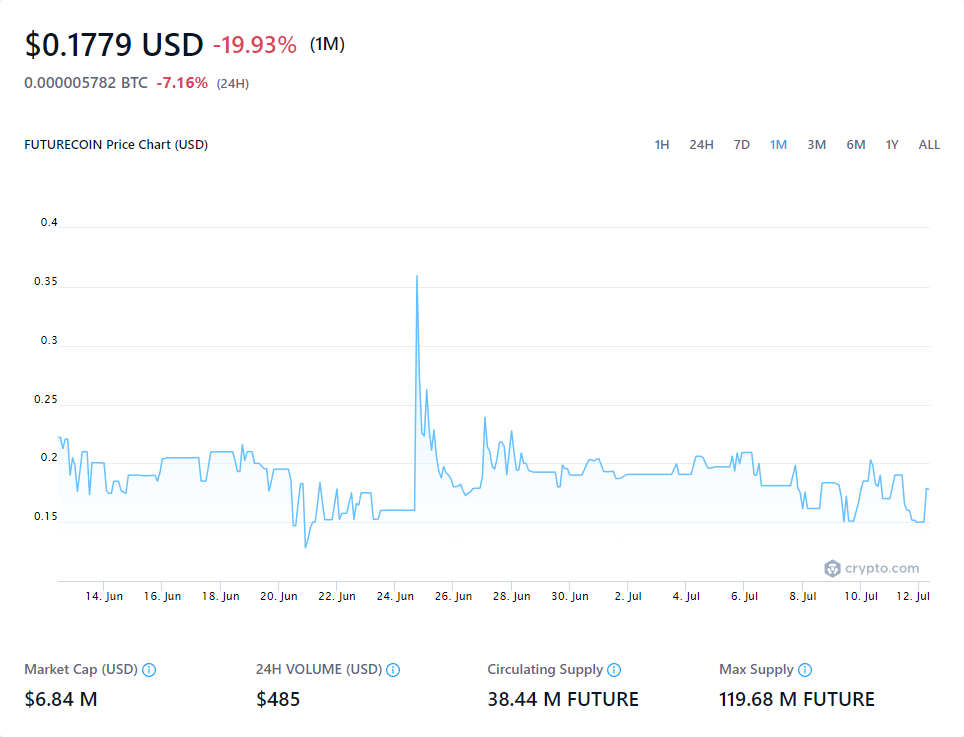 $0.1779 USD -19.93% (1M)
0.000005782 BTC -7.16% (24H)
FUTURECOIN Price Chart (USD) 1H 24H 7D 1M 3M 6M 1Y ALL
0.4
0.35
0.3
0.25
0.2
0.15
crypto.com
14. Jun 16. Jun 18. Jun 20. Jun 22. Jun 24. Jun 26. Jun 28. Jun 30. Jun 2. Jul 4. Jul 6. Jul 8. Jul 10. Jul 12. Jul
Market Cap (USD) 24H VOLUME (USD) Circulating Supply Max Supply
$6.84 M $485 38.44 M FUTURE 119.68 M FUTURE